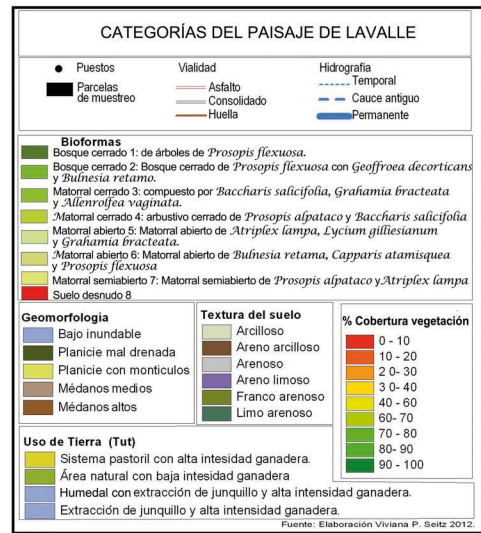 CATEGORÍAS DEL PAISAJE DE LAVALLE
Puestos
Parcelas
de muestreo
Vialidad
Asfalto
Consolidado
Huella
Hidrografia
Temporal
Cauce antiguo
Permanente
Bioformas
Bosque cerrado 1: de árboles de Prosopis flexuosa.
Bosque cerrado 2: Bosque cerrado de Prosopis flexuosa con Geoffroea decorticans
y Bulnesia retamo.
Matorral cerrado 3: compuesto por Baccharis salicifolia, Grahamia bracteata
y Allenrolfea vaginata.
Matorral cerrado 4: arbustivo cerrado de Prosopis alpataco y Baccharis salicifolia
Matorral abierto 5: Matorral abierto de Atriplex lampa, Lycium gilliesianum
y Grahamia bracteata.
Matorral abierto 6: Matorral abierto de Bulnesia retama, Capparis atamisquea
y Prosopis flexuosa
Matorral semiabierto 7: Matorral semiabierto de Prosopis alpataco y Atriplex lampa
Suelo desnudo 8
Geomorfología
Bajo inundable
Planicie mal drenada
Planicie con monticulos
Médanos medios
Médanos altos
Textura del suelo
Arcilloso
Areno arcilloso
Arenoso
Areno limoso
Franco arenoso
Limo arenoso
% Cobertura vegetación
0 - 10
10 - 20
20 - 30
30 - 40
40 - 60
60- 70
70 - 80
80- 90
90 - 100
Uso de Tierra (Tut)
Sistema pastoril con alta intesidad ganadera.
Área natural con baja intesidad ganadera
Humedal con extracción de junquillo y alta intensidad ganadera.
Extracción de junquillo y alta intensidad ganadera.
Fuente: Elaboración Viviana P. Seitz 2012.